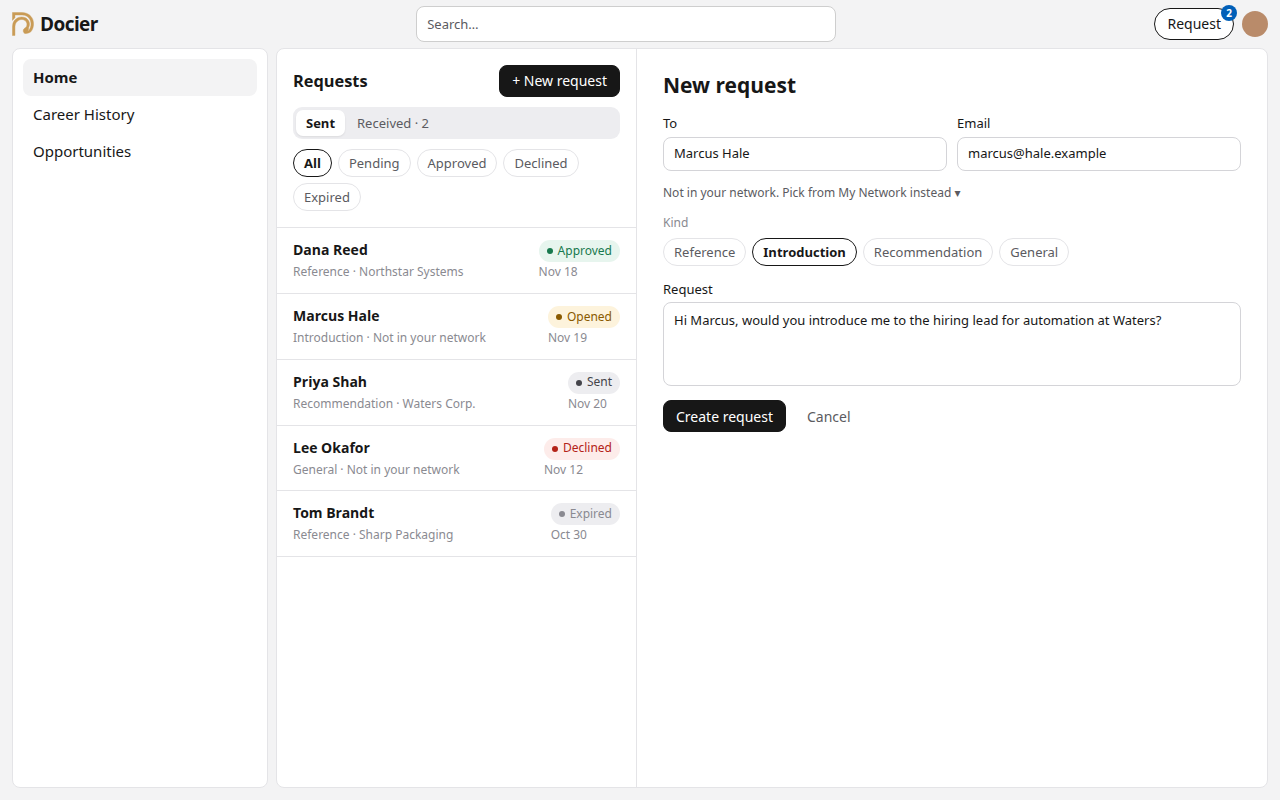 Docier
Search...
Request
2
Home
Career History
Opportunities
Requests
+ New request
Sent
Received · 2
All
Pending
Approved
Declined
Expired
Dana Reed
Approved
Reference · Northstar Systems
Nov 18
Marcus Hale
Opened
Introduction · Not in your network
Nov 19
Priya Shah
Sent
Recommendation · Waters Corp.
Nov 20
Lee Okafor
Declined
General · Not in your network
Nov 12
Tom Brandt
Expired
Reference · Sharp Packaging
Oct 30
New request
To
Email
Marcus Hale
marcus@hale.example
Not in your network. Pick from My Network instead ▾
Kind
Reference
Introduction
Recommendation
General
Request
Hi Marcus, would you introduce me to the hiring lead for automation at Waters?
Create request
Cancel